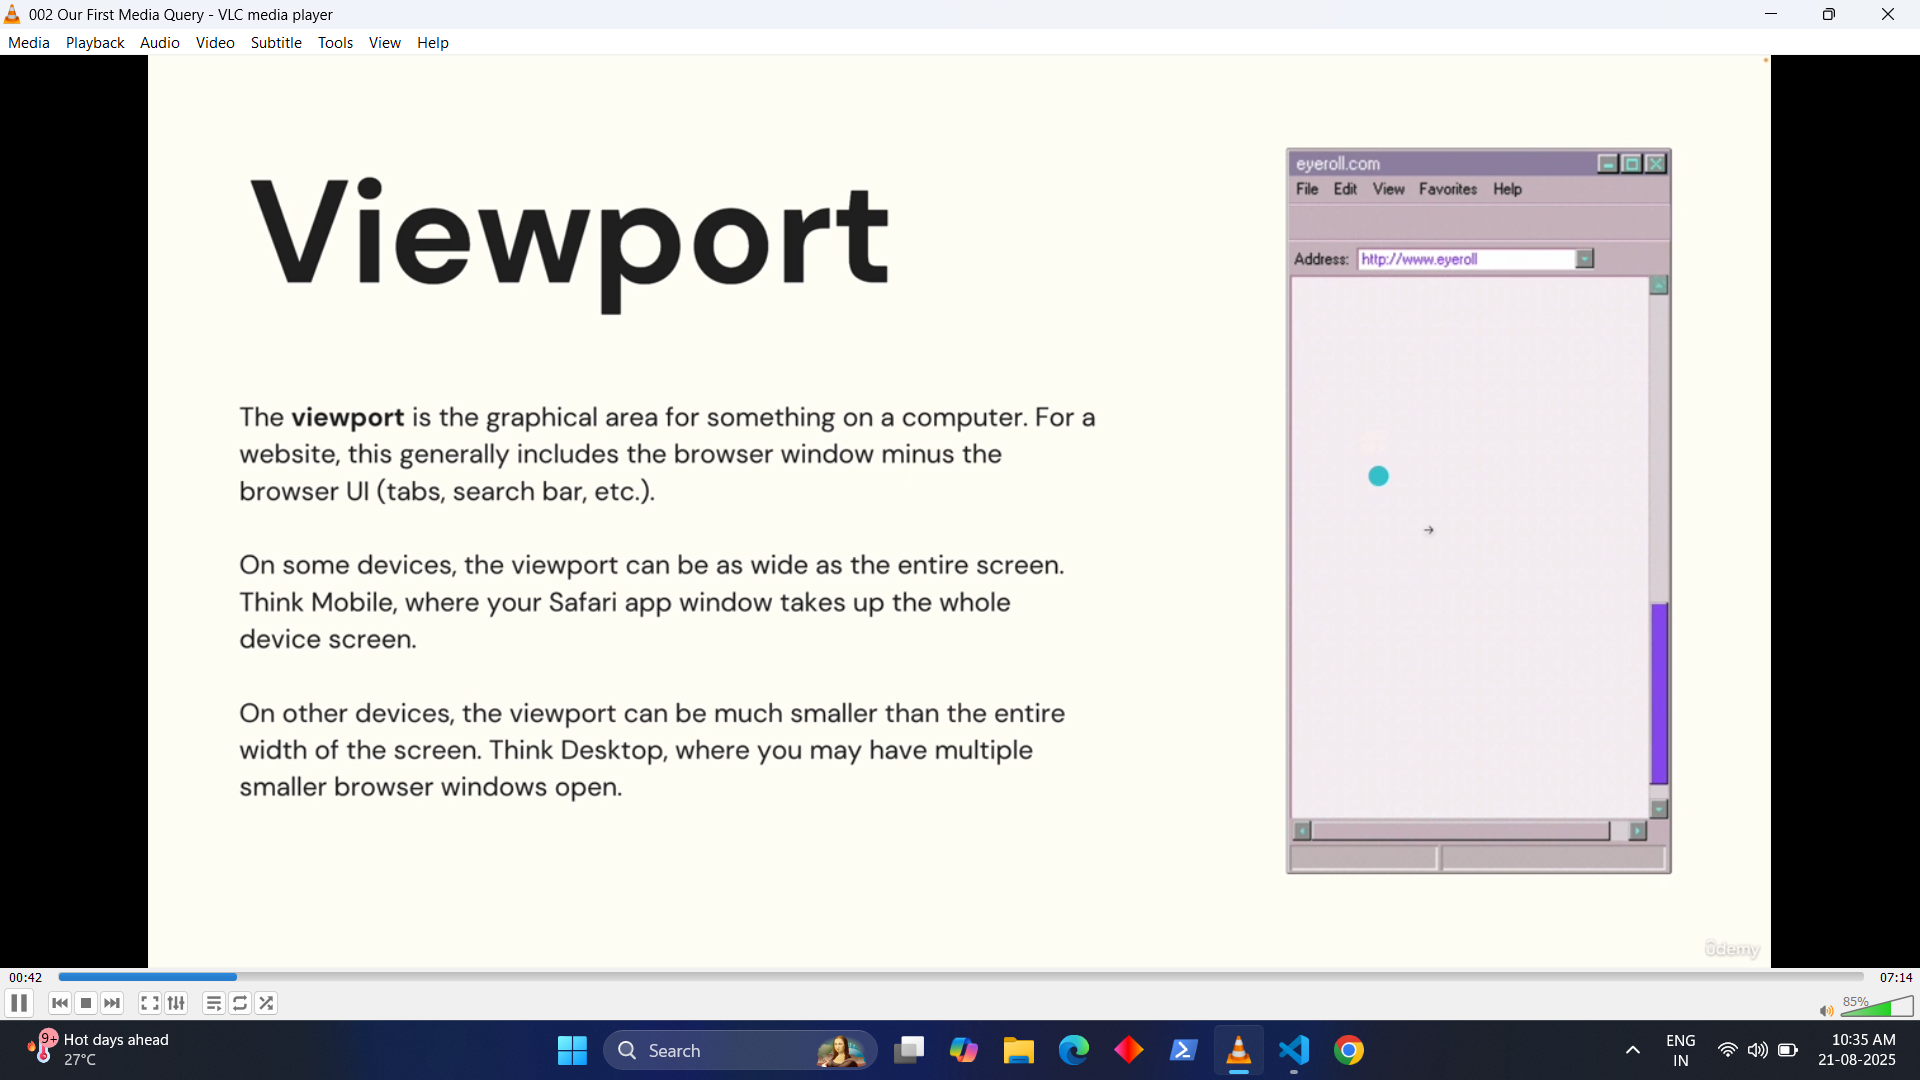 002 Our First Media Query - VLC media player
Media Playback Audio Video Subtitle Tools View Help
Viewport
The viewport is the graphical area for something on a computer. For a
website, this generally includes the browser window minus the
browser UI (tabs, search bar, etc.).
On some devices, the viewport can be as wide as the entire screen.
Think Mobile, where your Safari app window takes up the whole
device screen.
On other devices, the viewport can be much smaller than the entire
width of the screen. Think Desktop, where you may have multiple
smaller browser windows open.
eyeroll.com
File Edit View Favorites Help
Address: http://www.eyeroll
ûdemy
00:42
07:14
85%
9+
Hot days ahead
27°C
Search
ENG
IN
10:35 AM
21-08-2025